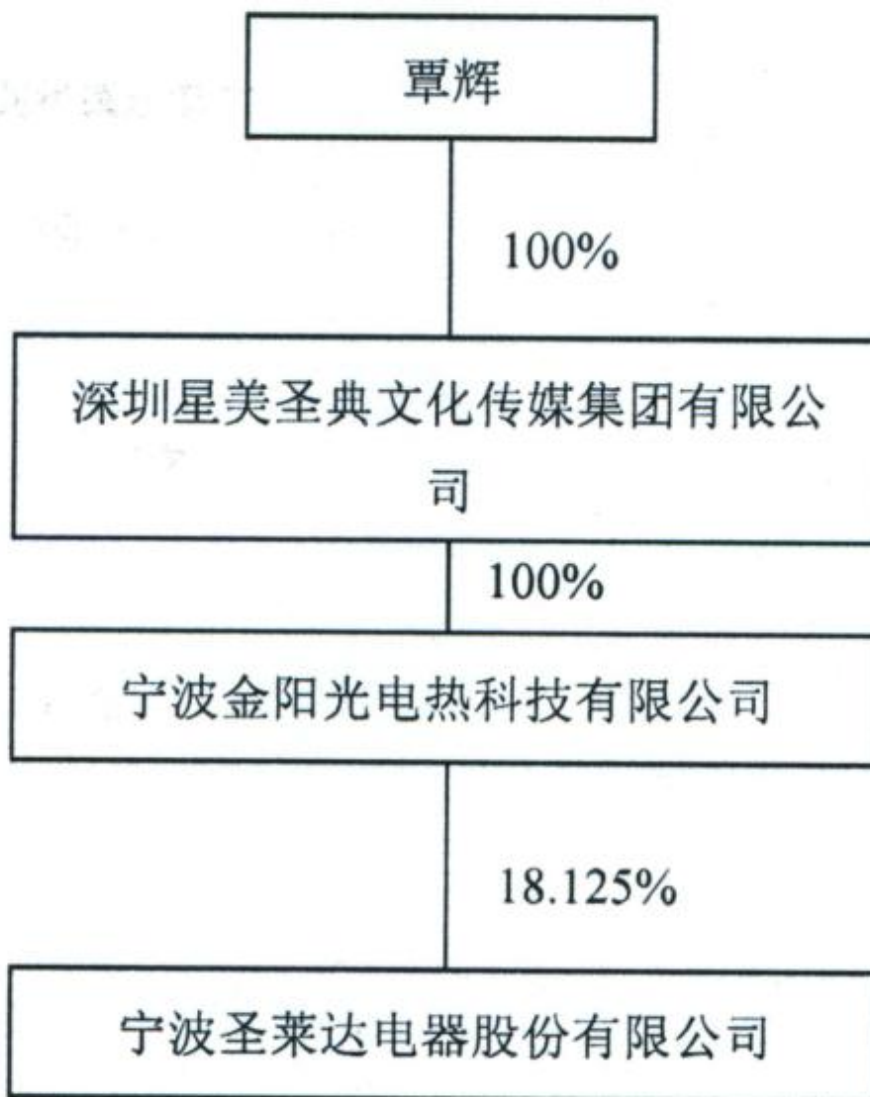 覃辉
100%
深圳星美圣典文化传媒集团有限公
司
100%
宁波金阳光电热科技有限公司
18.125%
宁波圣莱达电器股份有限公司